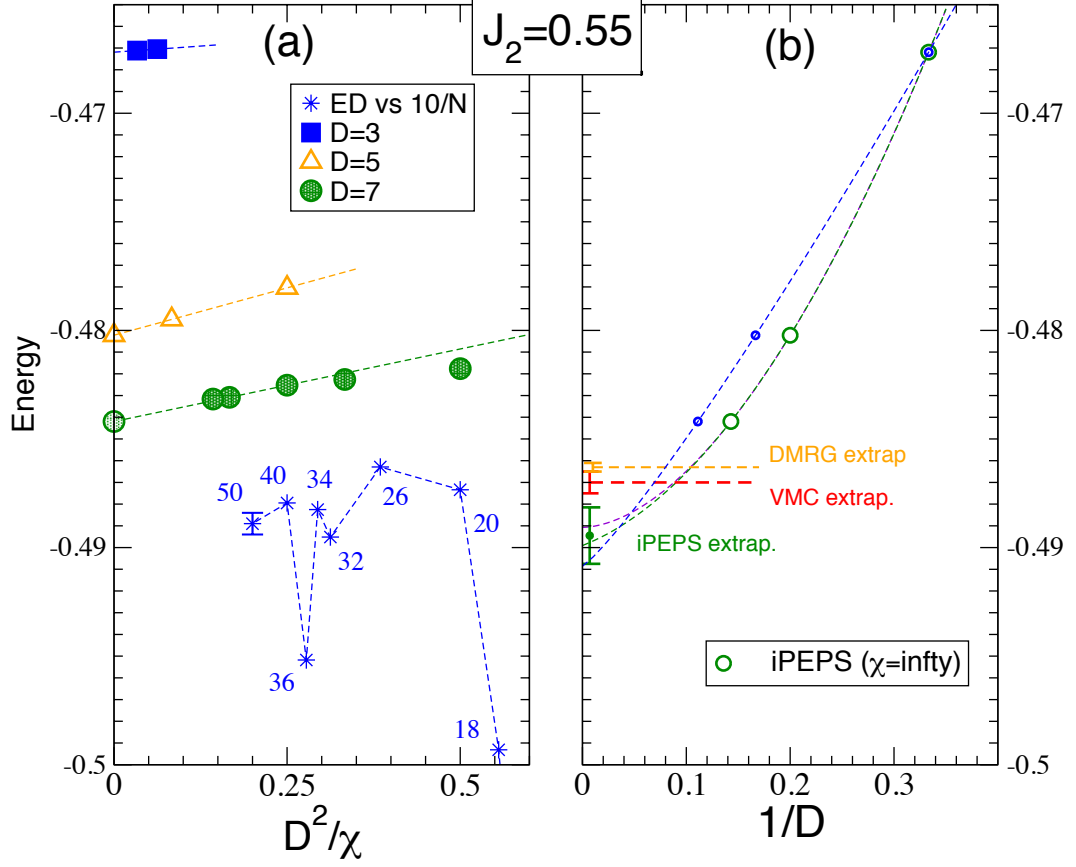 J_2=0.55
(a)
(b)
ED vs 10/N
D=3
D=5
D=7
-0.47
-0.48
-0.49
-0.5
Energy
50
40
34
36
32
26
20
18
0
0.25
0.5
D^2/χ
DMRG extrap
VMC extrap.
iPEPS extrap.
iPEPS (χ=infty)
-0.47
-0.48
-0.49
-0.5
0
0.1
0.2
0.3
1/D